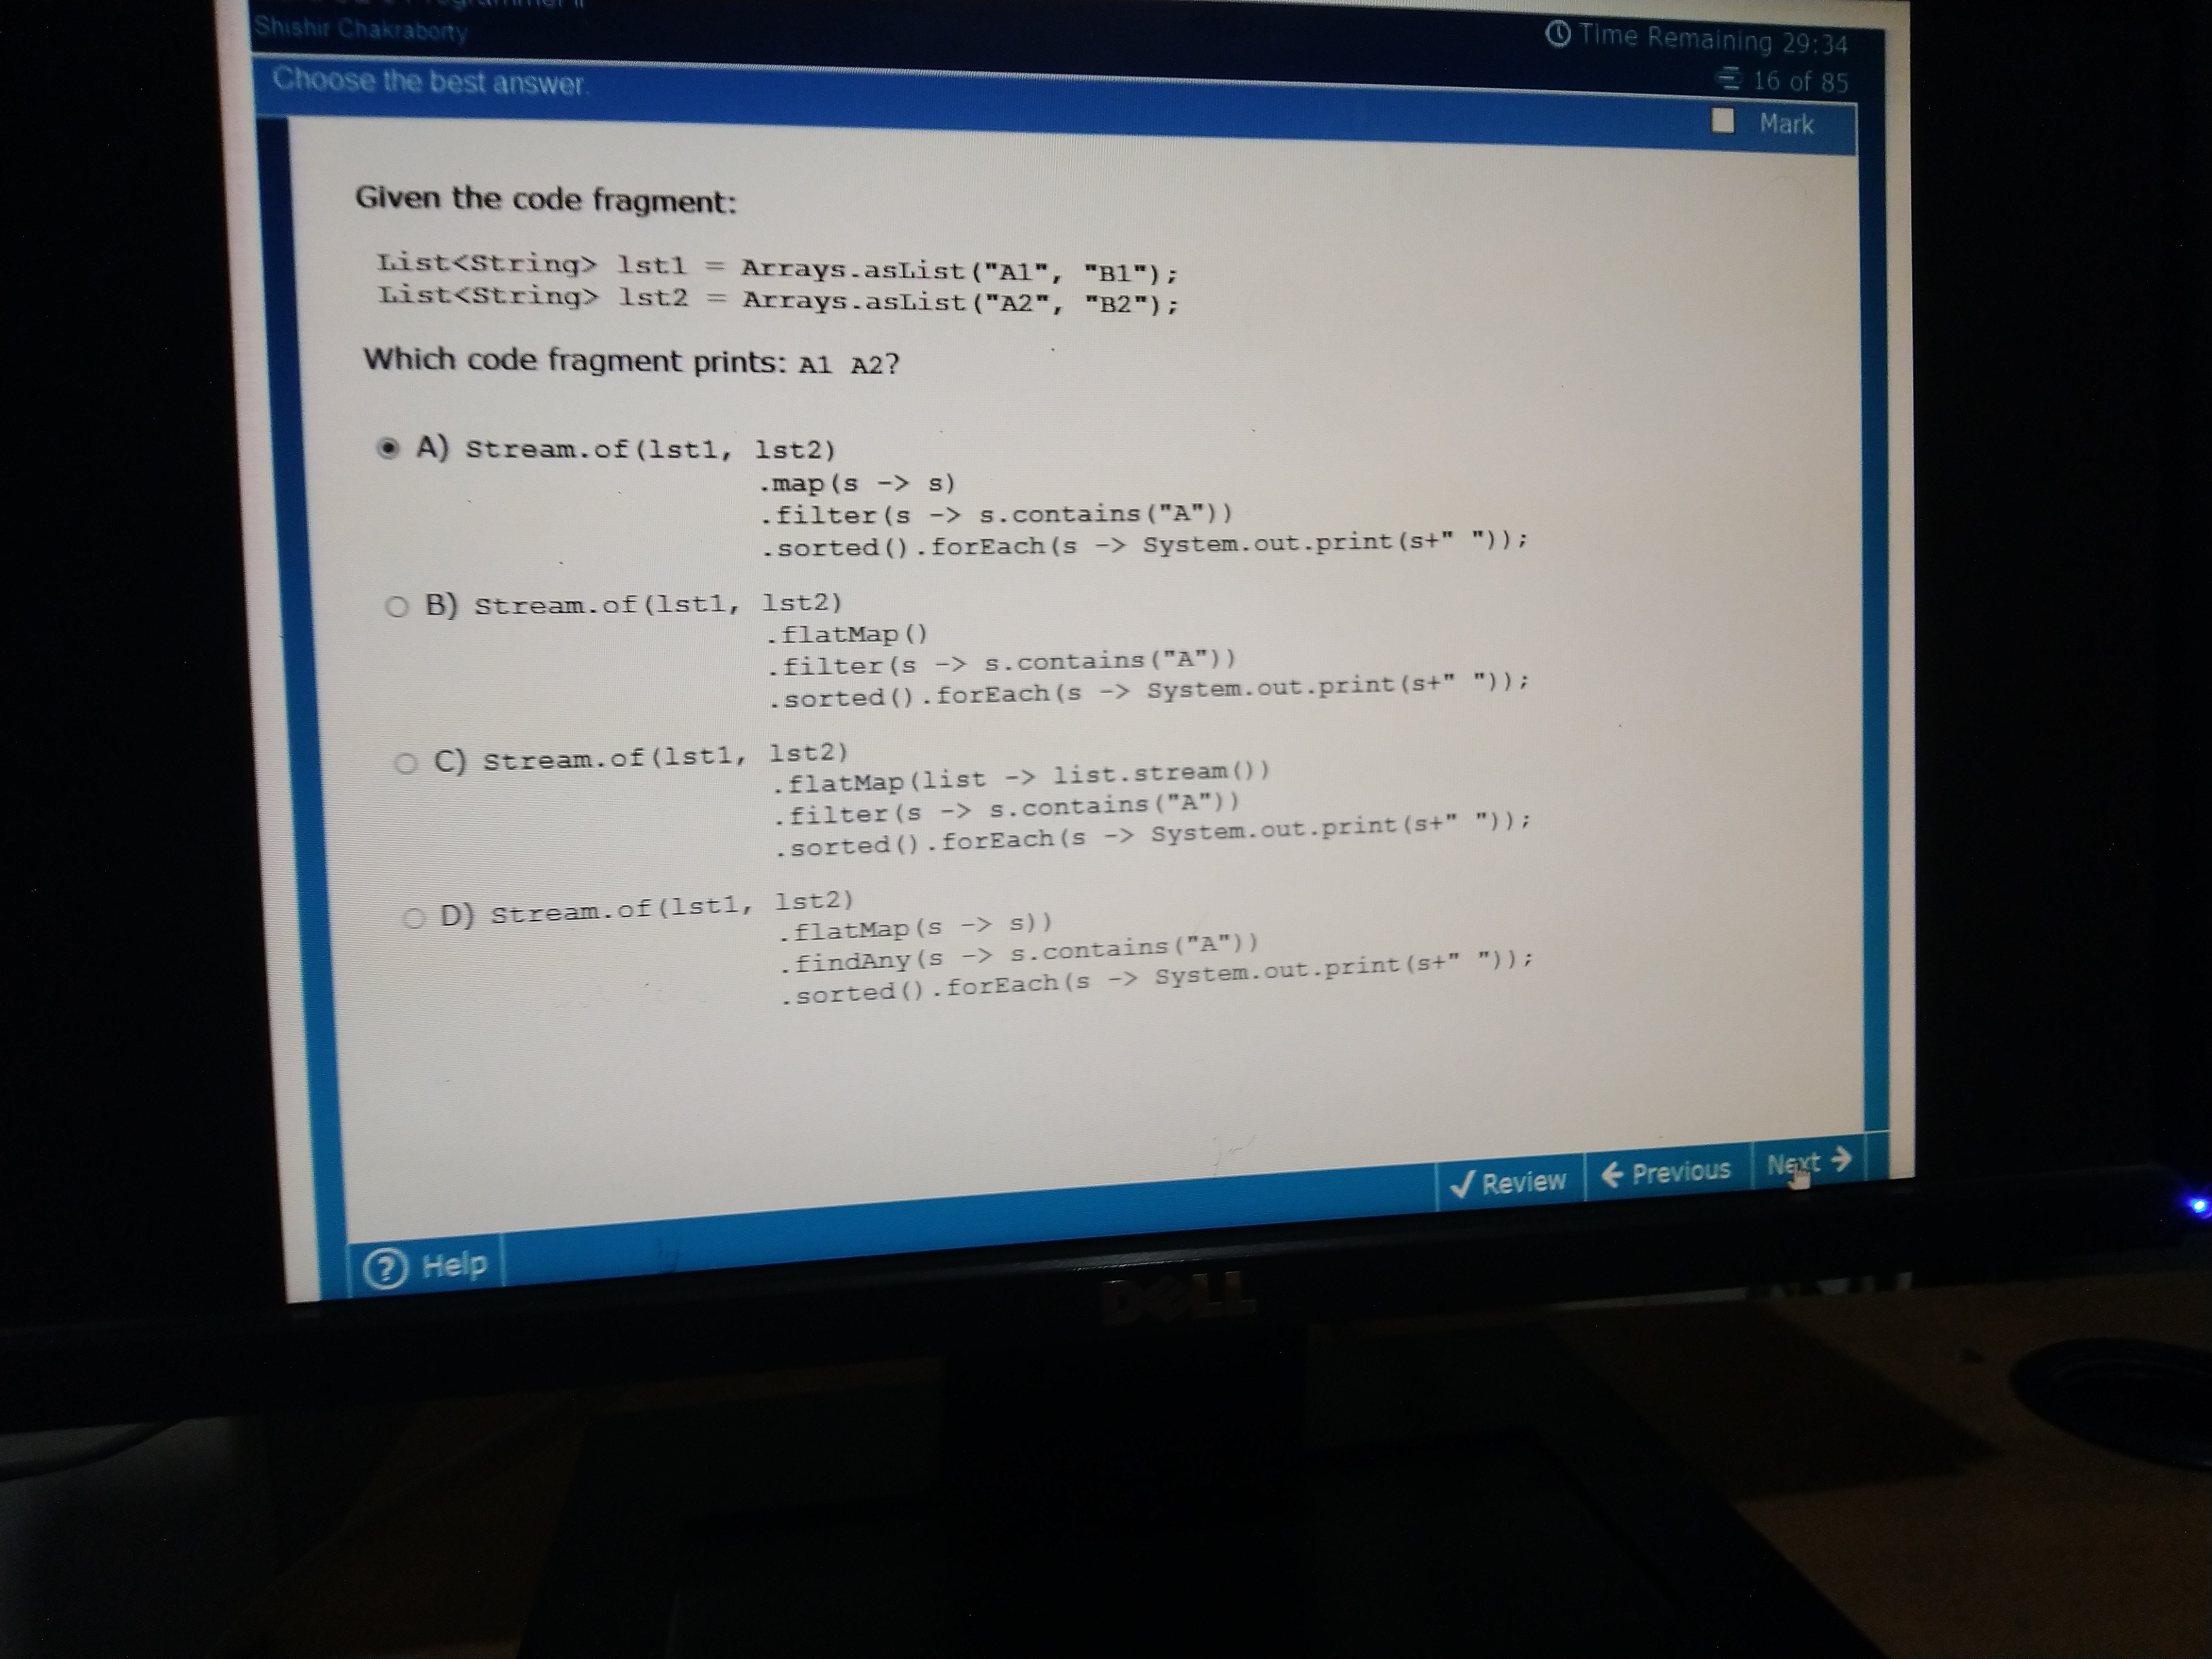 Shishir Chakraborty
Time Remaining 29:34
Choose the best answer.
16 of 85
Mark
Given the code fragment:
List<String> lst1 = Arrays.asList("A1", "B1");
List<String> lst2 = Arrays.asList("A2", "B2");
Which code fragment prints: A1 A2?
A) Stream.of(lst1, lst2)
.map(s -> s)
.filter(s -> s.contains("A"))
.sorted().forEach(s -> System.out.print(s+" "));
B) Stream.of(lst1, lst2)
.flatMap()
.filter(s -> s.contains("A"))
.sorted().forEach(s -> System.out.print(s+" "));
C) Stream.of(lst1, lst2)
.flatMap(list -> list.stream())
.filter(s -> s.contains("A"))
.sorted().forEach(s -> System.out.print(s+" "));
D) Stream.of(lst1, lst2)
.flatMap(s -> s))
.findAny(s -> s.contains("A"))
.sorted().forEach(s -> System.out.print(s+" "));
Review
Previous
Next
Help
DELL